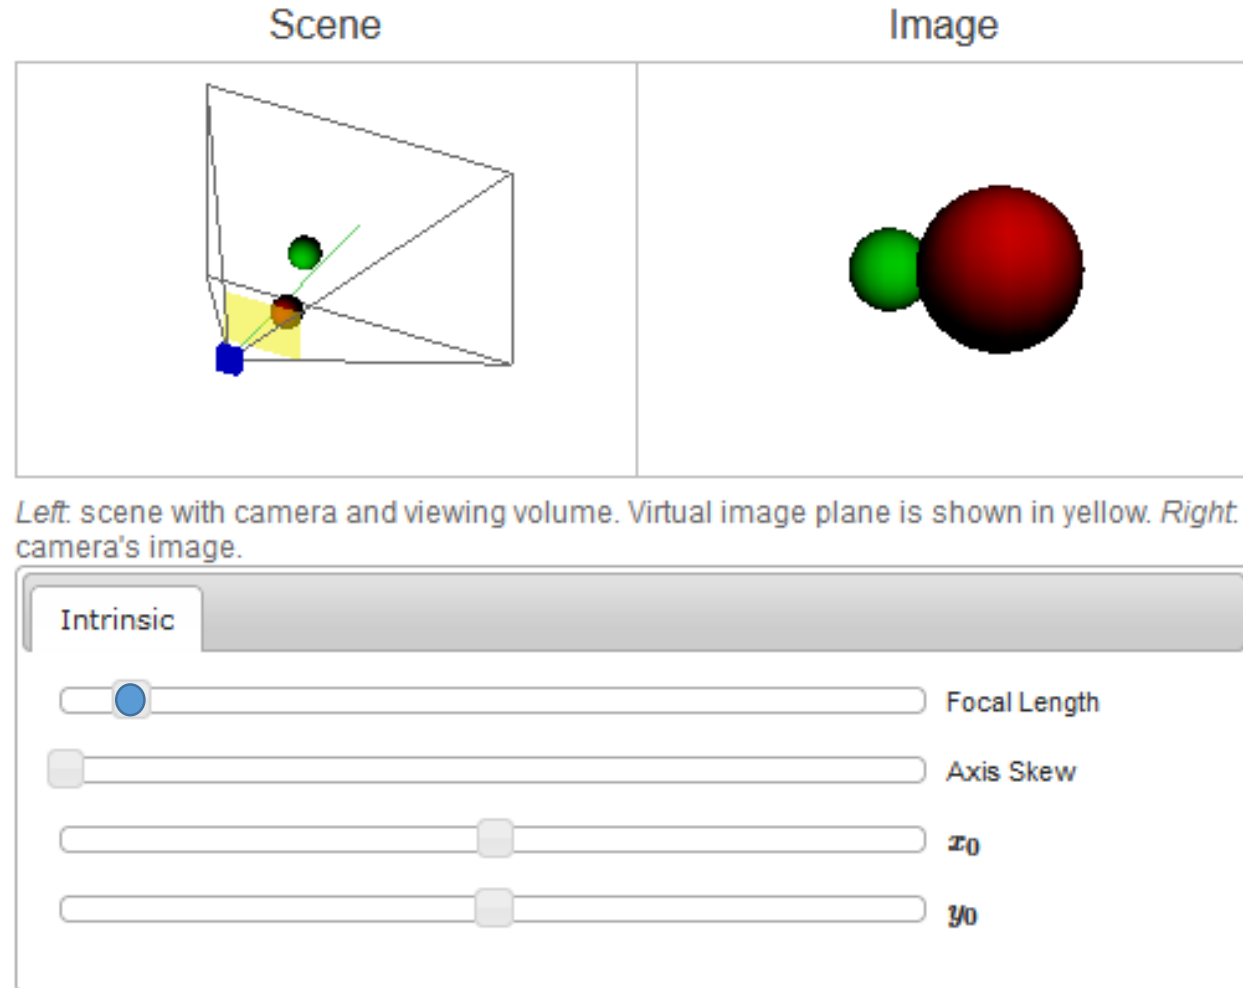 Scene
Image
Left: scene with camera and viewing volume. Virtual image plane is shown in yellow. Right:
camera's image.
Intrinsic
Focal Length
Axis Skew
x₀
y₀